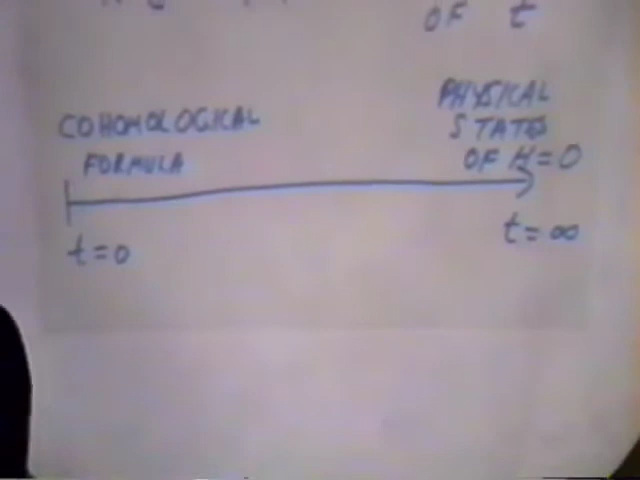 OF t
PHYSICAL
COHOMOLOGICAL
STATES
FORMULA
OF H=0
t=∞
t=0